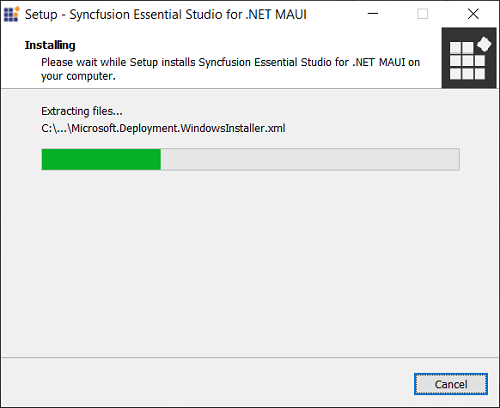 Setup - Syncfusion Essential Studio for .NET MAUI
Installing
Please wait while Setup installs Syncfusion Essential Studio for .NET MAUI on
your computer.
Extracting files...
C:\...\Microsoft.Deployment.WindowsInstaller.xml
Cancel